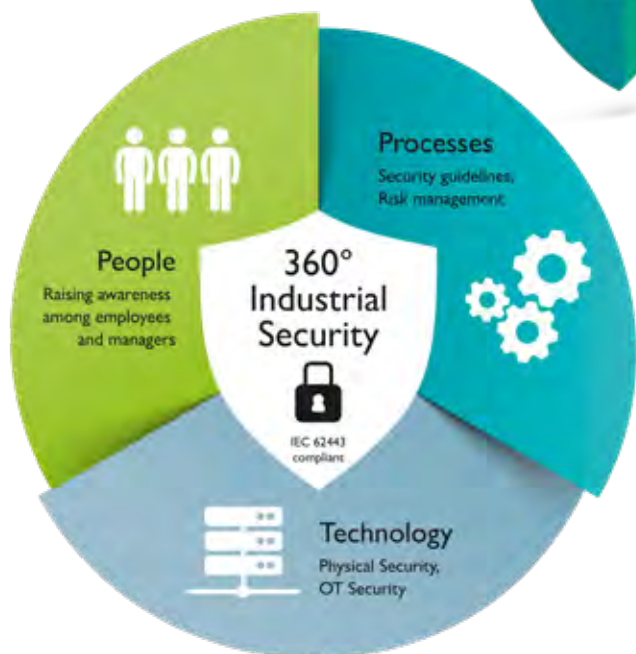 Processes
Security guidelines,
Risk management
People
Raising awareness
among employees
and managers
360°
Industrial
Security
IEC 62443
compliant
Technology
Physical Security,
OT Security